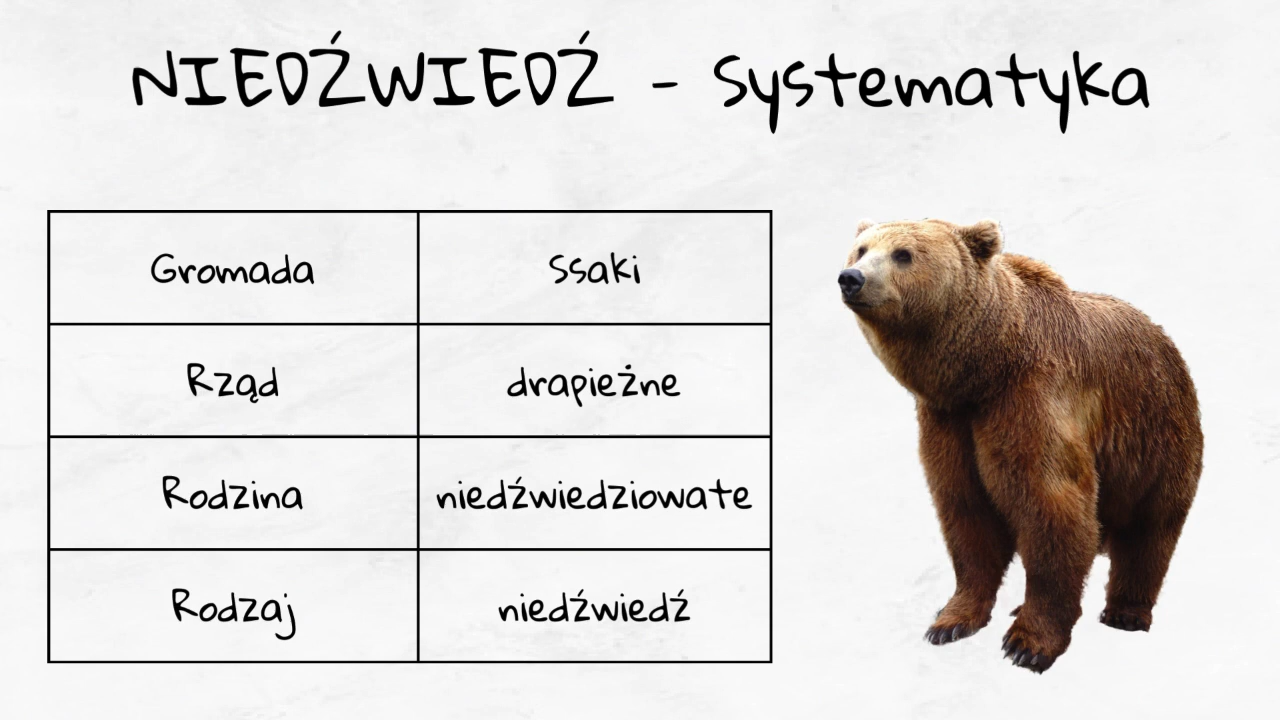 NIEDŹWIEDŹ - Systematyka
Gromada Ssaki
Rząd drapieżne
Rodzina niedźwiedziowate
Rodzaj niedźwiedź